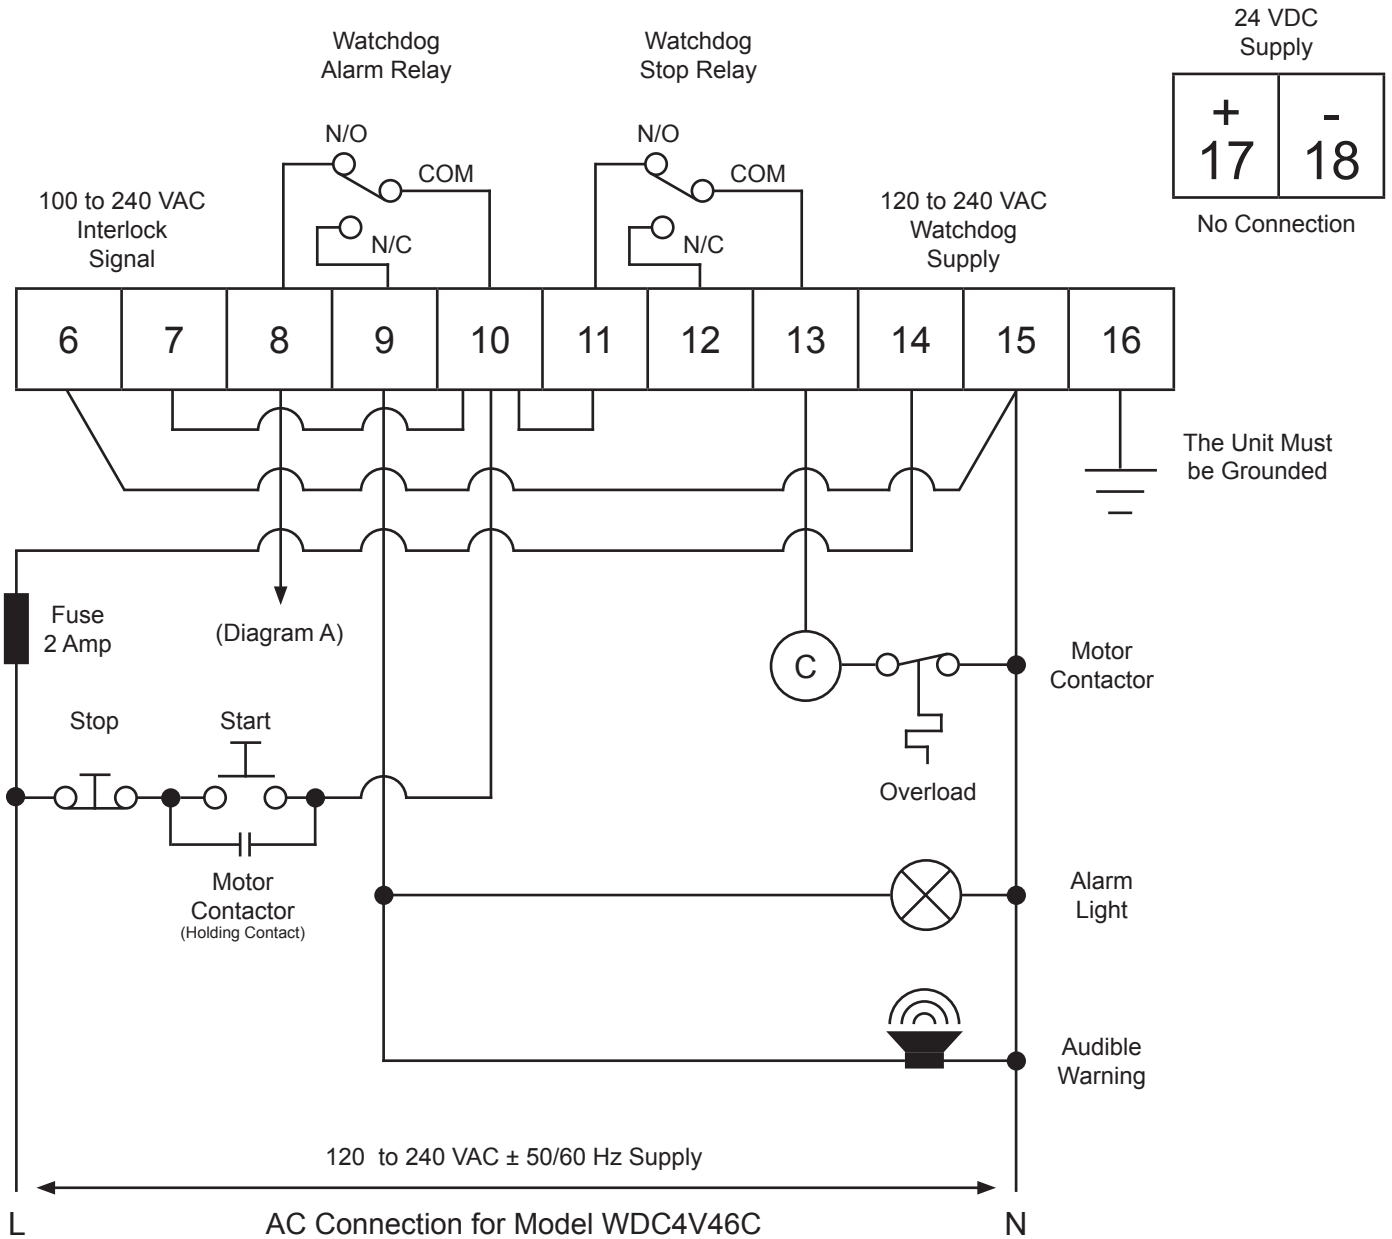 24 VDC
Supply
Watchdog
Alarm Relay
Watchdog
Stop Relay
+
17
-
18
No Connection
N/O
COM
N/C
N/O
COM
N/C
100 to 240 VAC
Interlock
Signal
120 to 240 VAC
Watchdog
Supply
6
7
8
9
10
11
12
13
14
15
16
The Unit Must
be Grounded
Fuse
2 Amp
(Diagram A)
C
Motor
Contactor
Overload
Stop
Start
Motor
Contactor
(Holding Contact)
Alarm
Light
Audible
Warning
120 to 240 VAC ± 50/60 Hz Supply
L
AC Connection for Model WDC4V46C
N